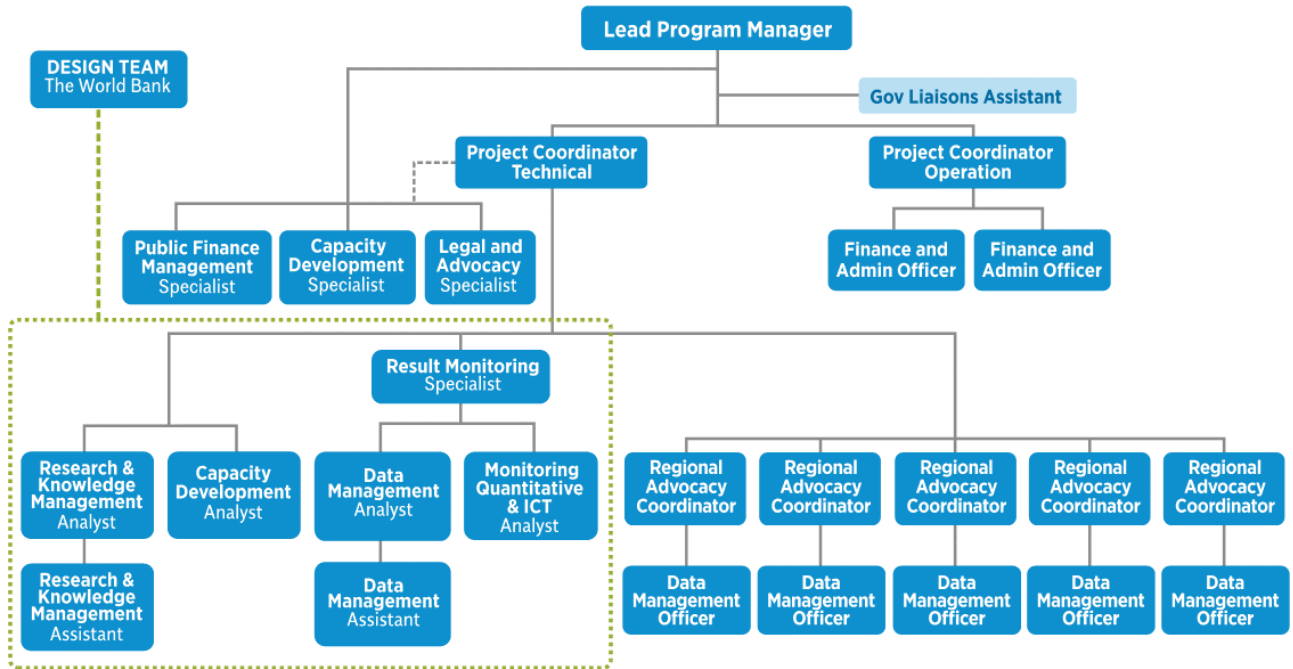 Lead Program Manager
DESIGN TEAM
The World Bank
Gov Liaisons Assistant
Project Coordinator
Technical
Project Coordinator
Operation
Public Finance
Management
Specialist
Capacity
Development
Specialist
Legal and
Advocacy
Specialist
Finance and
Admin Officer
Finance and
Admin Officer
Result Monitoring
Specialist
Research &
Knowledge
Management
Analyst
Capacity
Development
Analyst
Data
Management
Analyst
Monitoring
Quantitative
& ICT
Analyst
Regional
Advocacy
Coordinator
Regional
Advocacy
Coordinator
Regional
Advocacy
Coordinator
Regional
Advocacy
Coordinator
Regional
Advocacy
Coordinator
Research &
Knowledge
Management
Assistant
Data
Management
Assistant
Data
Management
Officer
Data
Management
Officer
Data
Management
Officer
Data
Management
Officer
Data
Management
Officer